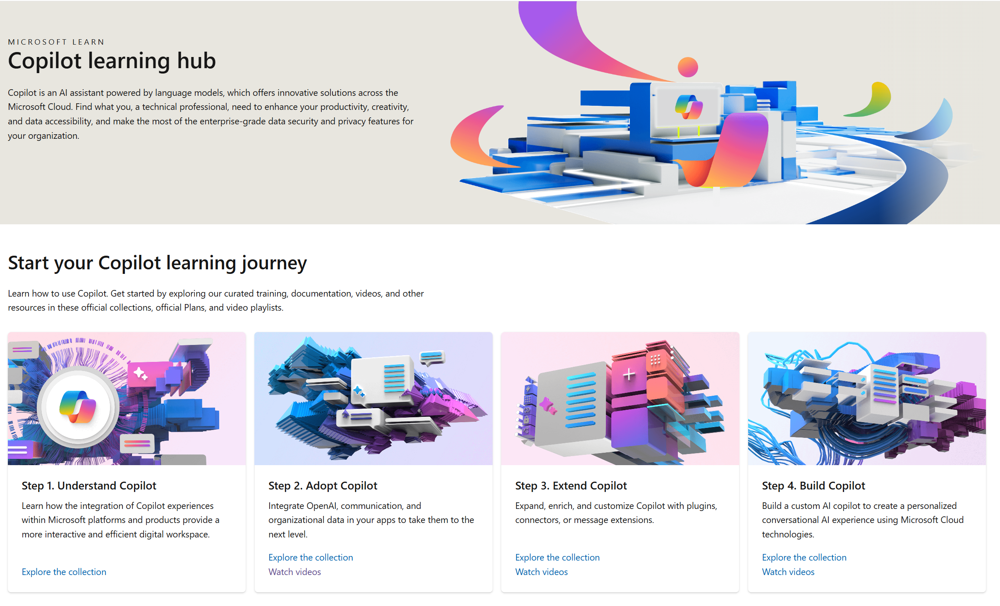 MICROSOFT LEARN
Copilot learning hub
Copilot is an AI assistant powered by language models, which offers innovative solutions across the
Microsoft Cloud. Find what you, a technical professional, need to enhance your productivity, creativity,
and data accessibility, and make the most of the enterprise-grade data security and privacy features for
your organization.
Start your Copilot learning journey
Learn how to use Copilot. Get started by exploring our curated training, documentation, videos, and other
resources in these official collections, official Plans, and video playlists.
Step 1. Understand Copilot
Learn how the integration of Copilot experiences
within Microsoft platforms and products provide a
more interactive and efficient digital workspace.
Explore the collection
Step 2. Adopt Copilot
Integrate OpenAI, communication, and
organizational data in your apps to take them to the
next level.
Explore the collection
Watch videos
Step 3. Extend Copilot
Expand, enrich, and customize Copilot with plugins,
connectors, or message extensions.
Explore the collection
Watch videos
Step 4. Build Copilot
Build a custom AI copilot to create a personalized
conversational AI experience using Microsoft Cloud
technologies.
Explore the collection
Watch videos